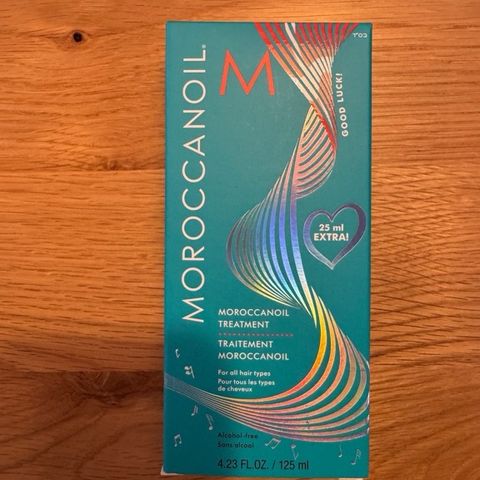 MOROCCANOIL®
M
GOOD LUCK!
25 ml
EXTRA!
MOROCCANOIL
TREATMENT
TRAITEMENT
MOROCCANOIL
For all hair types
Pour tous les types
de cheveux
Alcohol-free
Sans alcool
4.23 FL.OZ. / 125 ml